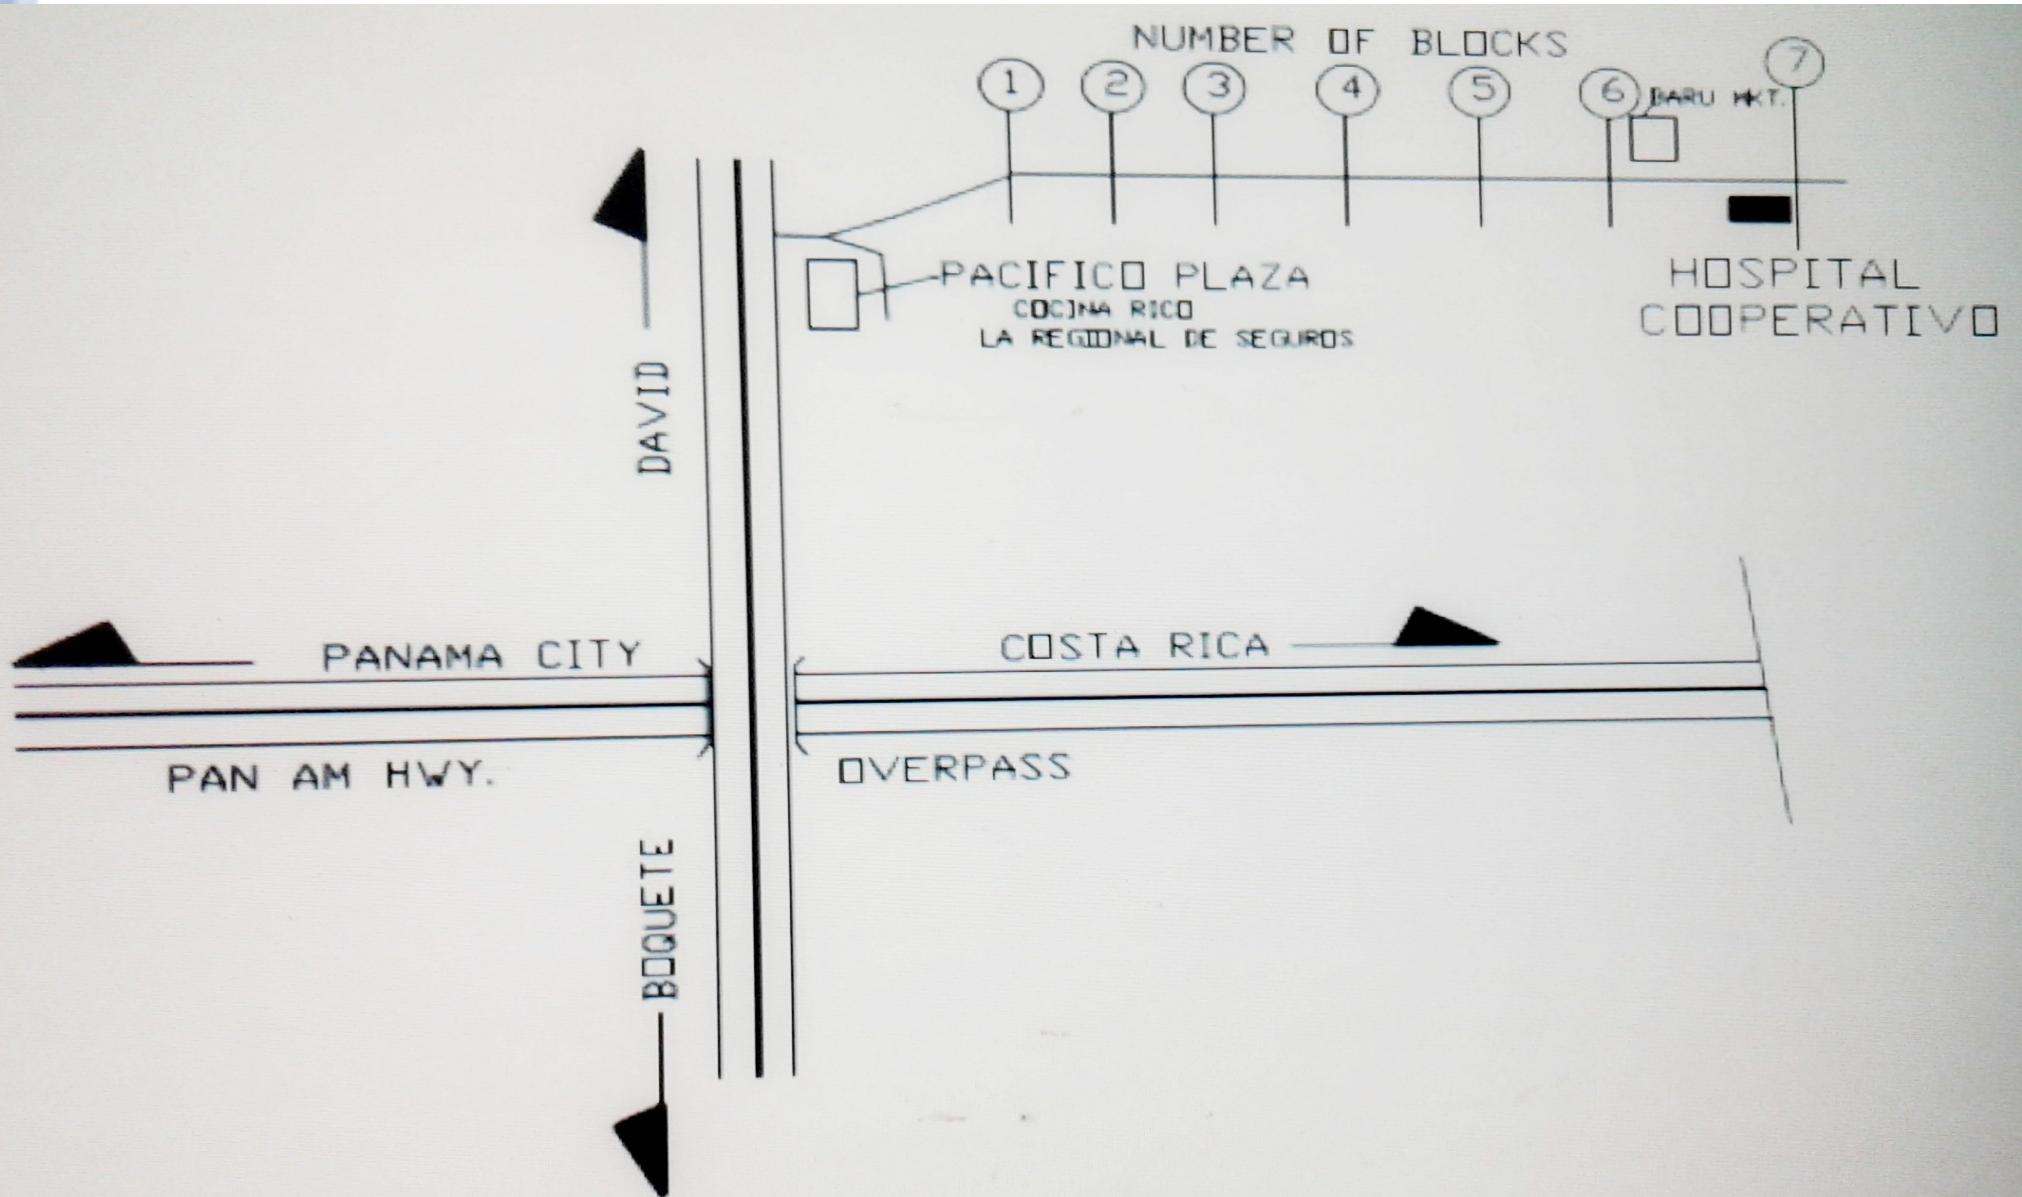 NUMBER OF BLOCKS
1 2 3 4 5 6 7
BARU MKT.
PACIFICO PLAZA
COCINA RICO
LA REGIONAL DE SEGUROS
HOSPITAL
COOPERATIVO
DAVID
PANAMA CITY
COSTA RICA
PAN AM HWY.
OVERPASS
BOQUETE